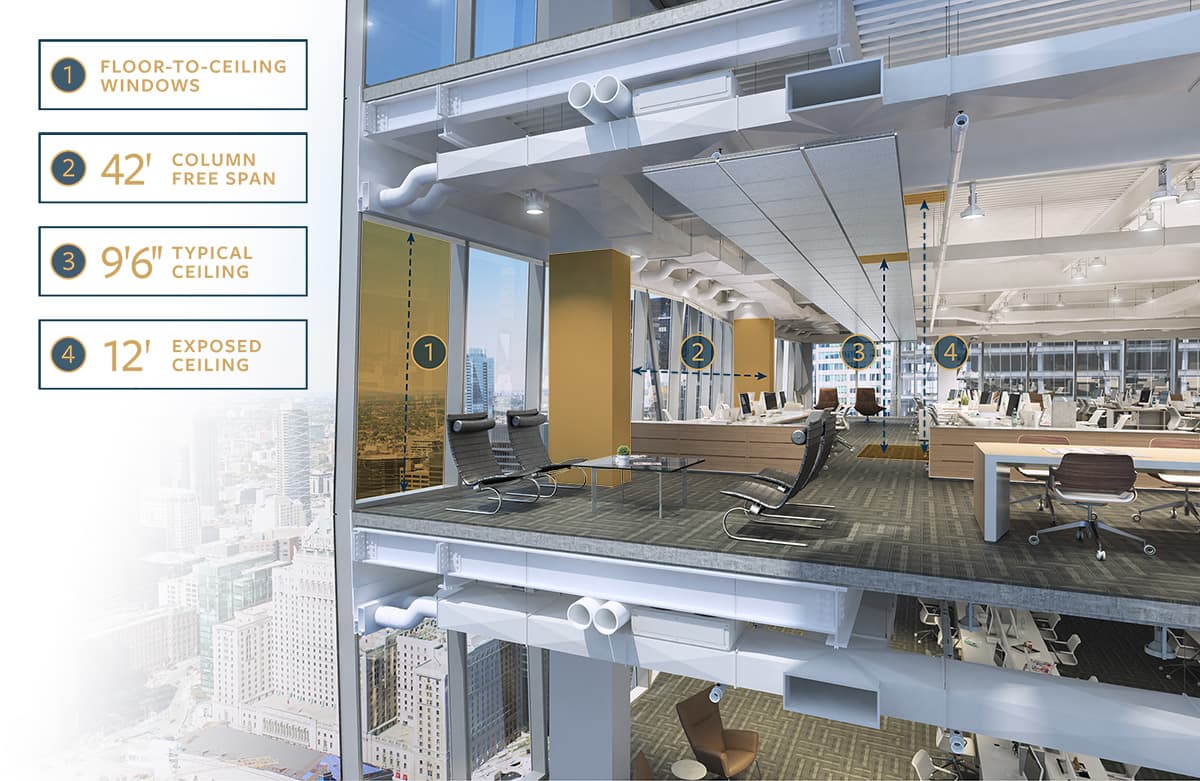 1 FLOOR-TO-CEILING
WINDOWS
2 42' COLUMN
FREE SPAN
3 9'6" TYPICAL
CEILING
4 12' EXPOSED
CEILING
1
2
3
4